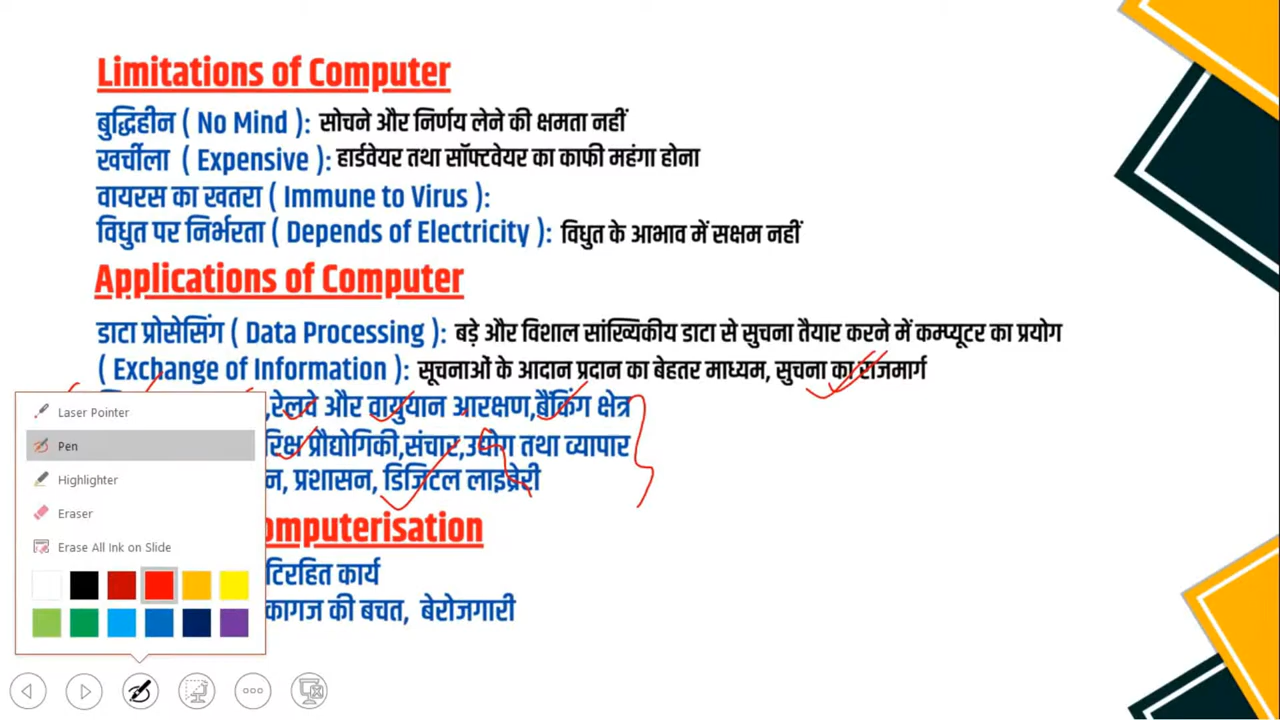 Limitations of Computer
बुद्धिहीन ( No Mind ): सोचने और निर्णय लेने की क्षमता नहीं
खर्चीला ( Expensive ): हार्डवेयर तथा सॉफ्टवेयर का काफी महंगा होना
वायरस का खतरा ( Immune to Virus ):
विधुत पर निर्भरता ( Depends of Electricity ): विधुत के आभाव में सक्षम नहीं
Applications of Computer
डाटा प्रोसेसिंग ( Data Processing ): बड़े और विशाल सांख्यिकीय डाटा से सुचना तैयार करने में कम्प्यूटर का प्रयोग
( Exchange of Information ): सूचनाओं के आदान प्रदान का बेहतर माध्यम, सुचना का राजमार्ग
,रेलवे और वायुयान आरक्षण,बैंकिंग क्षेत्र
प्रौद्योगिकी,संचार,उद्योग तथा व्यापार
प्रशासन, डिजिटल लाइब्रेरी
कार्य
कागज की बचत, बेरोजगारी
Laser Pointer
Pen
Highlighter
Eraser
Erase All Ink on Slide